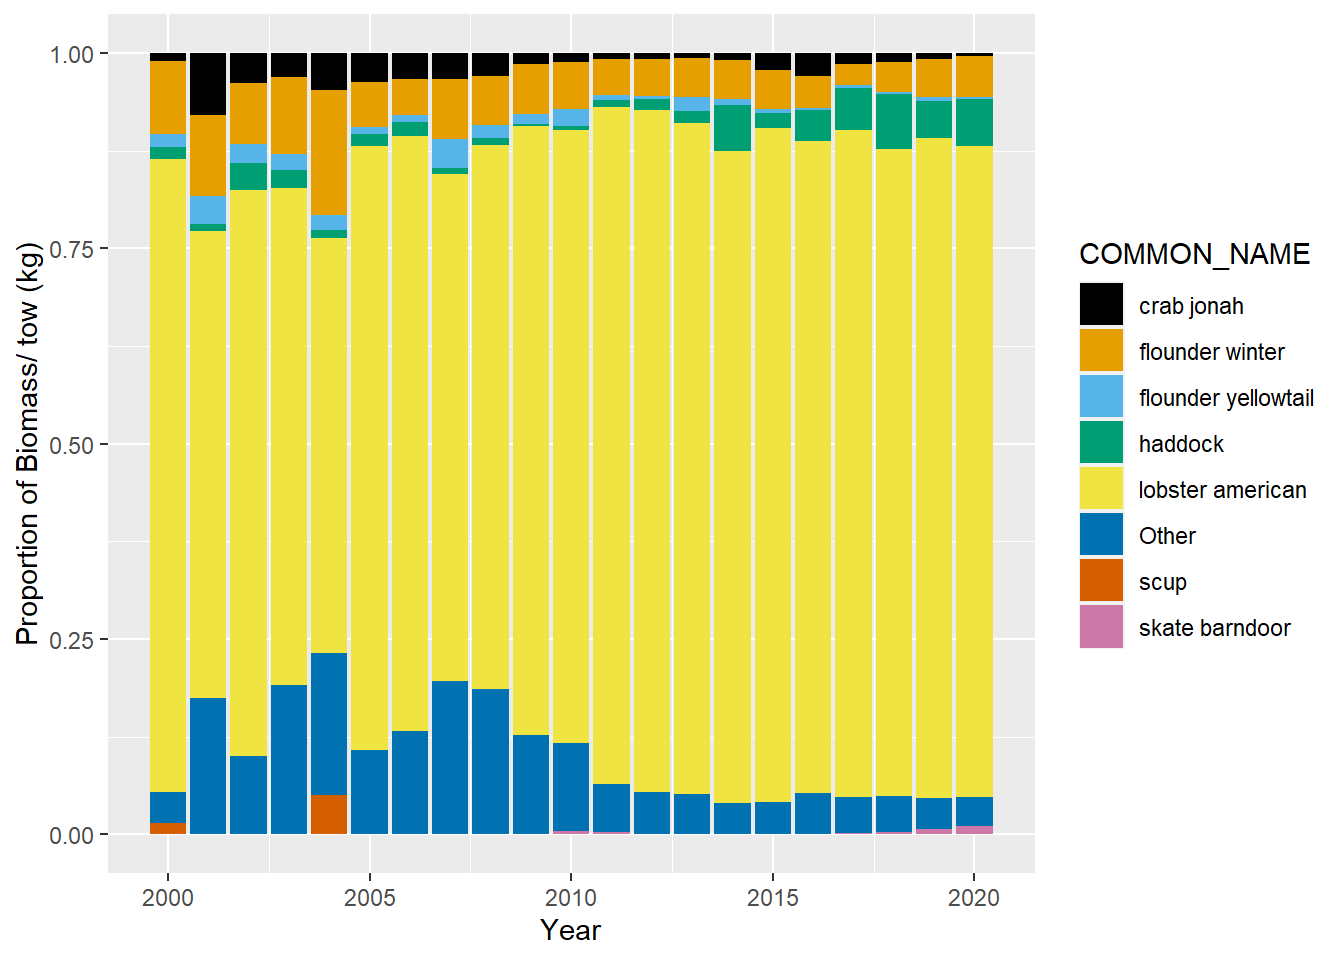 1.00
0.75
0.50
0.25
0.00
Proportion of Biomass/ tow (kg)
2000 2005 2010 2015 2020
Year
COMMON_NAME
crab jonah
flounder winter
flounder yellowtail
haddock
lobster american
Other
scup
skate barndoor